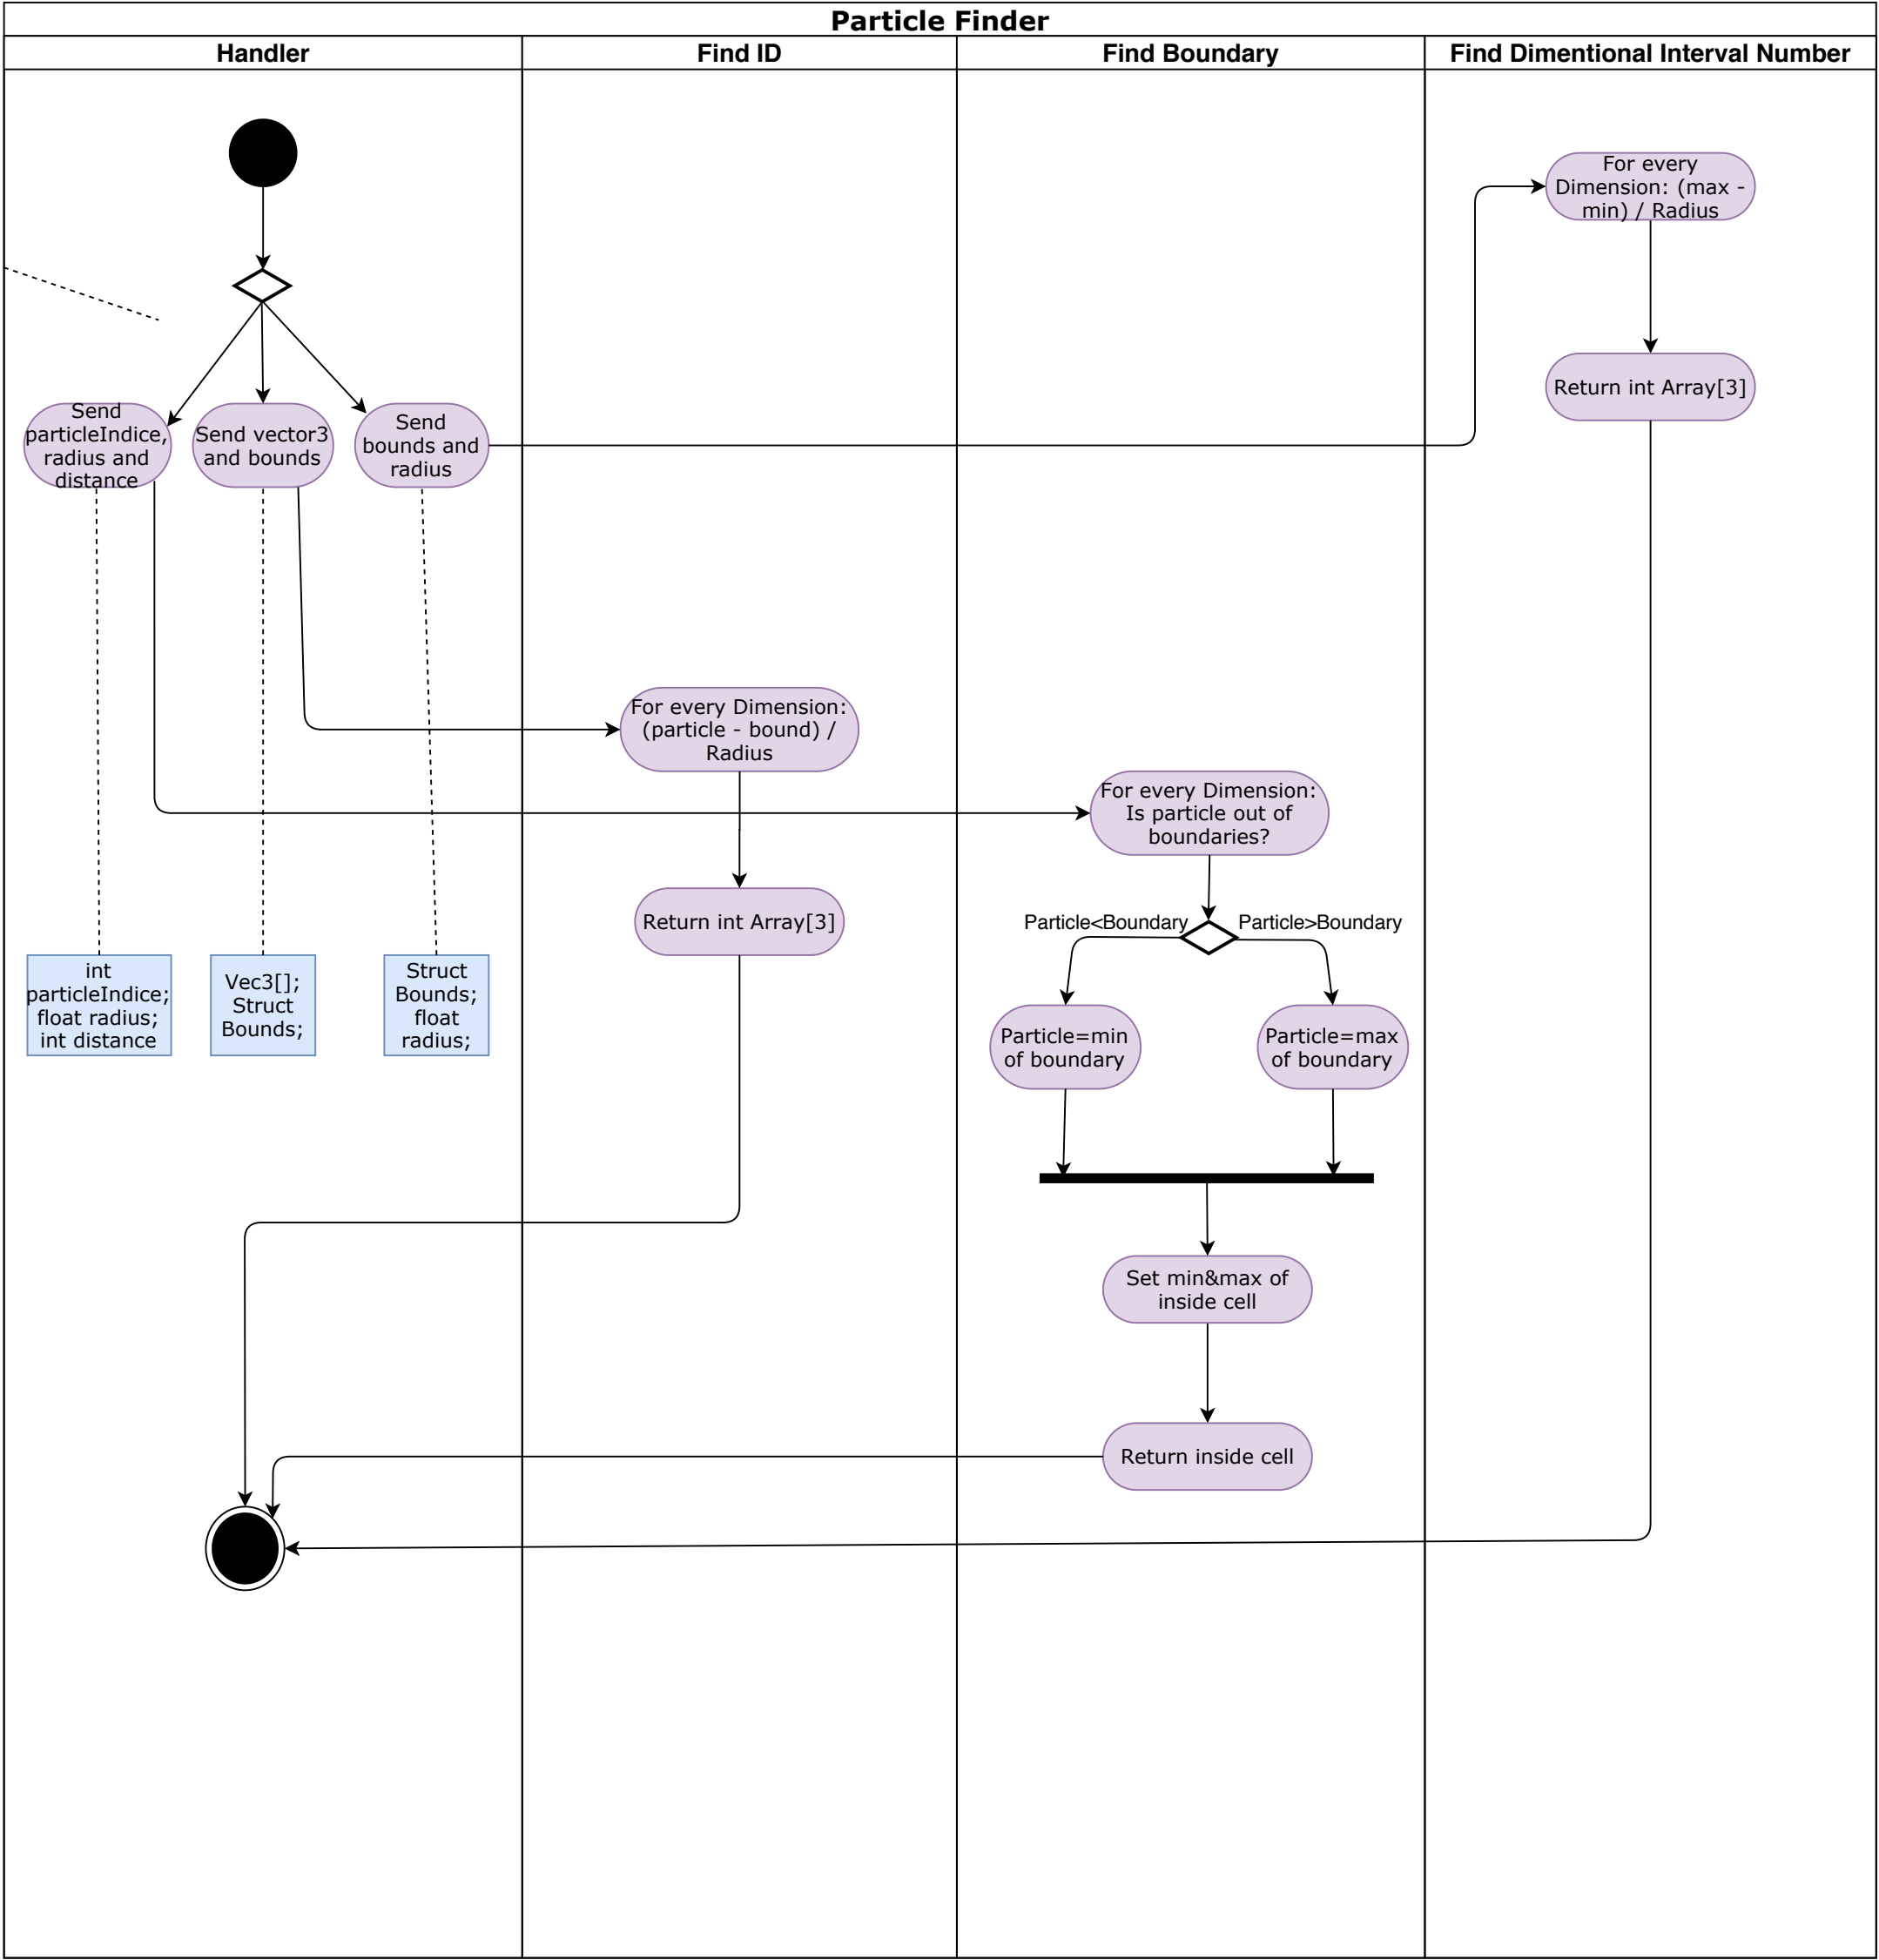 Particle Finder
Handler
Find ID
Find Boundary
Find Dimentional Interval Number
For every
Dimension: (max -
min) / Radius
Return int Array[3]
Send
particleIndice,
radius and
distance
Send vector3
and bounds
Send
bounds and
radius
For every Dimension:
(particle - bound) /
Radius
For every Dimension:
Is particle out of
boundaries?
Return int Array[3]
Particle<Boundary
Particle>Boundary
int
particleIndice;
float radius;
int distance
Vec3[];
Struct
Bounds;
Struct
Bounds;
float
radius;
Particle=min
of boundary
Particle=max
of boundary
Set min&max of
inside cell
Return inside cell